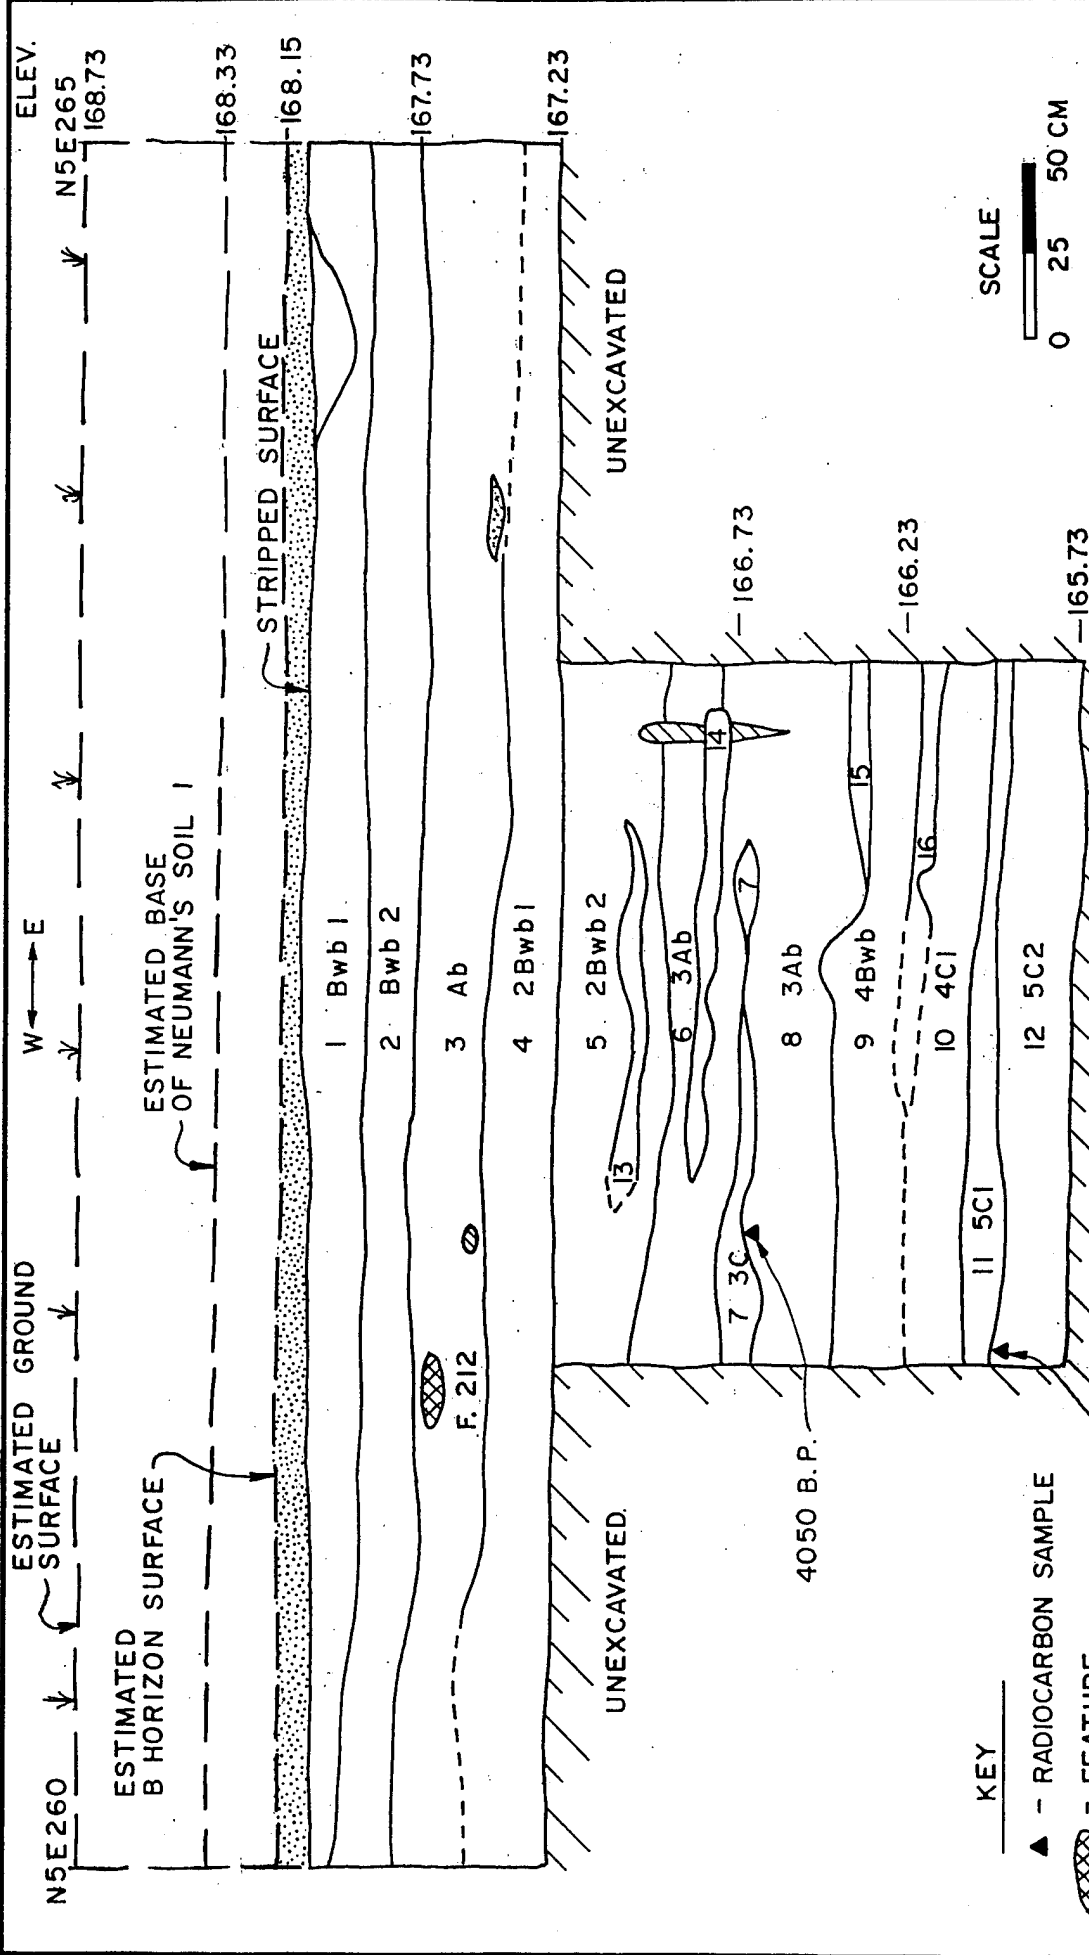 N5E260
ESTIMATED GROUND
SURFACE
W E
N5E265
ELEV.
168.73
ESTIMATED
B HORIZON SURFACE
ESTIMATED BASE
OF NEUMANN'S SOIL 1
STRIPPED SURFACE
168.33
168.15
167.73
167.23
1 Bwb 1
2 Bwb 2
3 Ab
F. 212
4 2Bwb1
UNEXCAVATED.
UNEXCAVATED
5 2Bwb2
13
6 3Ab
14
7 3C
7
166.73
4050 B.P.
8 3Ab
15
9 4Bwb
166.23
16
10 4C1
11 5C1
12 5C2
165.73
KEY
- RADIOCARBON SAMPLE
- FEATURE
SCALE
0 25 50 CM